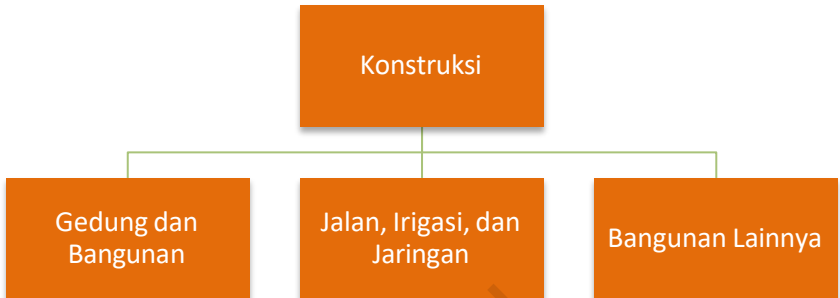 Konstruksi
Gedung dan
Bangunan
Jalan, Irigasi, dan
Jaringan
Bangunan Lainnya